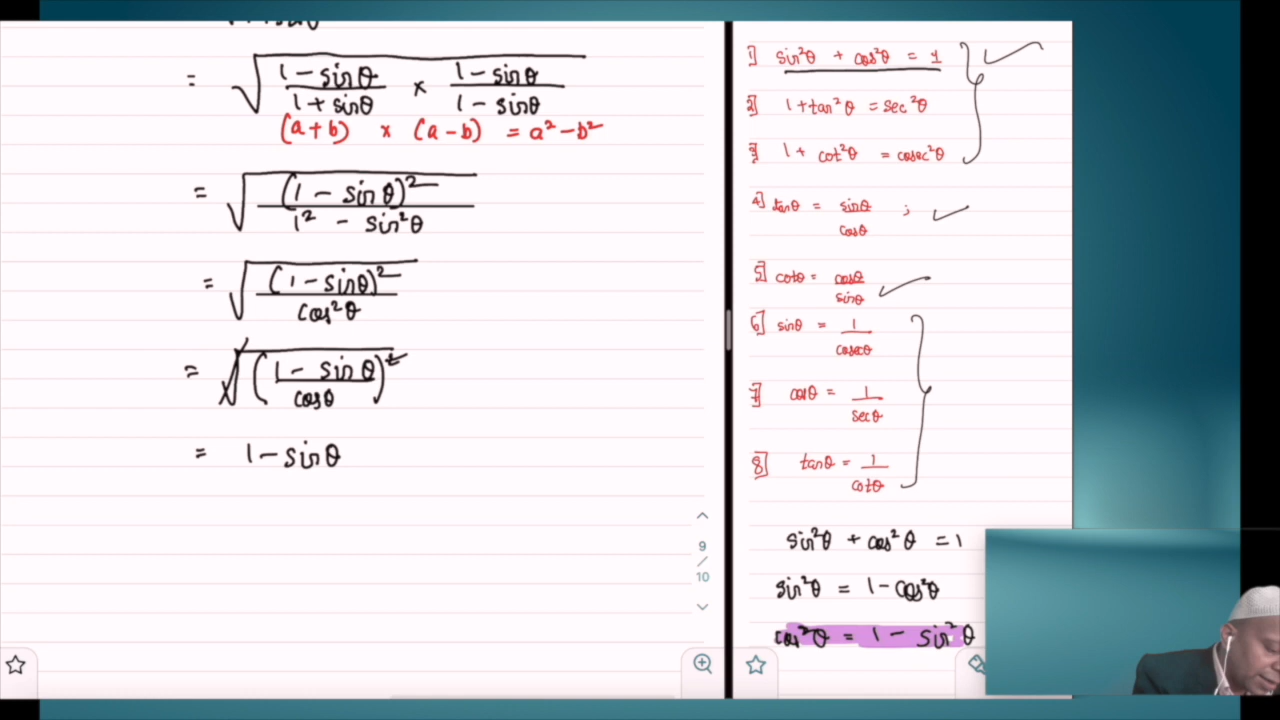 = √((1 - sinθ)/(1 + sinθ) × (1 - sinθ)/(1 - sinθ))
(a + b) × (a - b) = a² - b²
= √((1 - sinθ)²/(1² - sin²θ))
= √((1 - sinθ)²/cos²θ)
= √((1 - sinθ)/cosθ)²
= 1 - sinθ
9
/
10
1] sin²θ + cos²θ = 1
2] 1 + tan²θ = sec²θ
3] 1 + cot²θ = cosec²θ
4] tanθ = sinθ/cosθ ;
5] cotθ = cosθ/sinθ
6] sinθ = 1/cosecθ
7] cosθ = 1/secθ
8] tanθ = 1/cotθ
sin²θ + cos²θ = 1
sin²θ = 1 - cos²θ
cos²θ = 1 - sin²θ